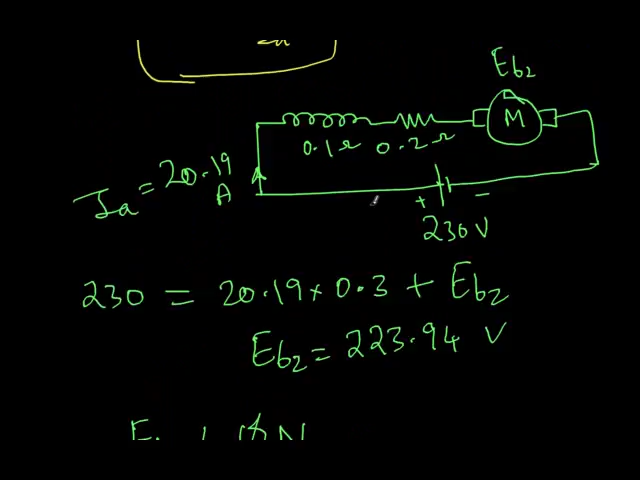 Eb2
M
0.1Ω 0.2Ω
Ia = 20.19 A
+ −
230 V
230 = 20.19 × 0.3 + Eb2
Eb2 = 223.94 V